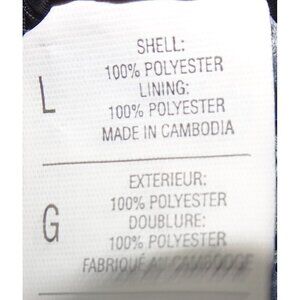 L
SHELL:
100% POLYESTER
LINING:
100% POLYESTER
MADE IN CAMBODIA
G
EXTERIEUR:
100% POLYESTER
DOUBLURE:
100% POLYESTER
FABRIQUÉ AU CAMBODGE